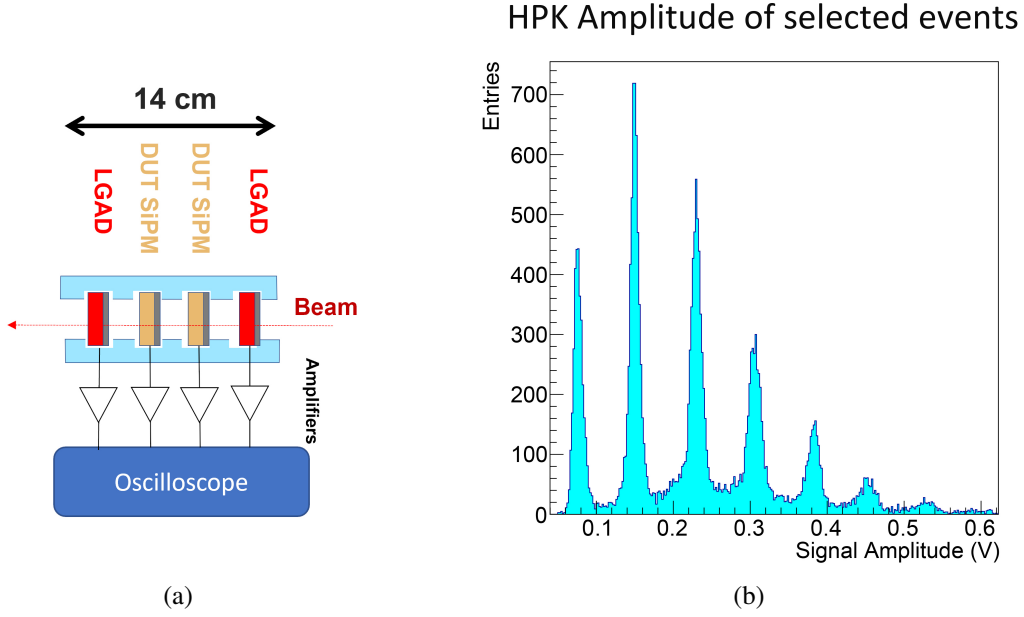 14 cm
LGAD
DUT SiPM
DUT SiPM
LGAD
Beam
Amplifiers
Oscilloscope
(a)
HPK Amplitude of selected events
Entries
700
600
500
400
300
200
100
0
0.1 0.2 0.3 0.4 0.5 0.6
Signal Amplitude (V)
(b)